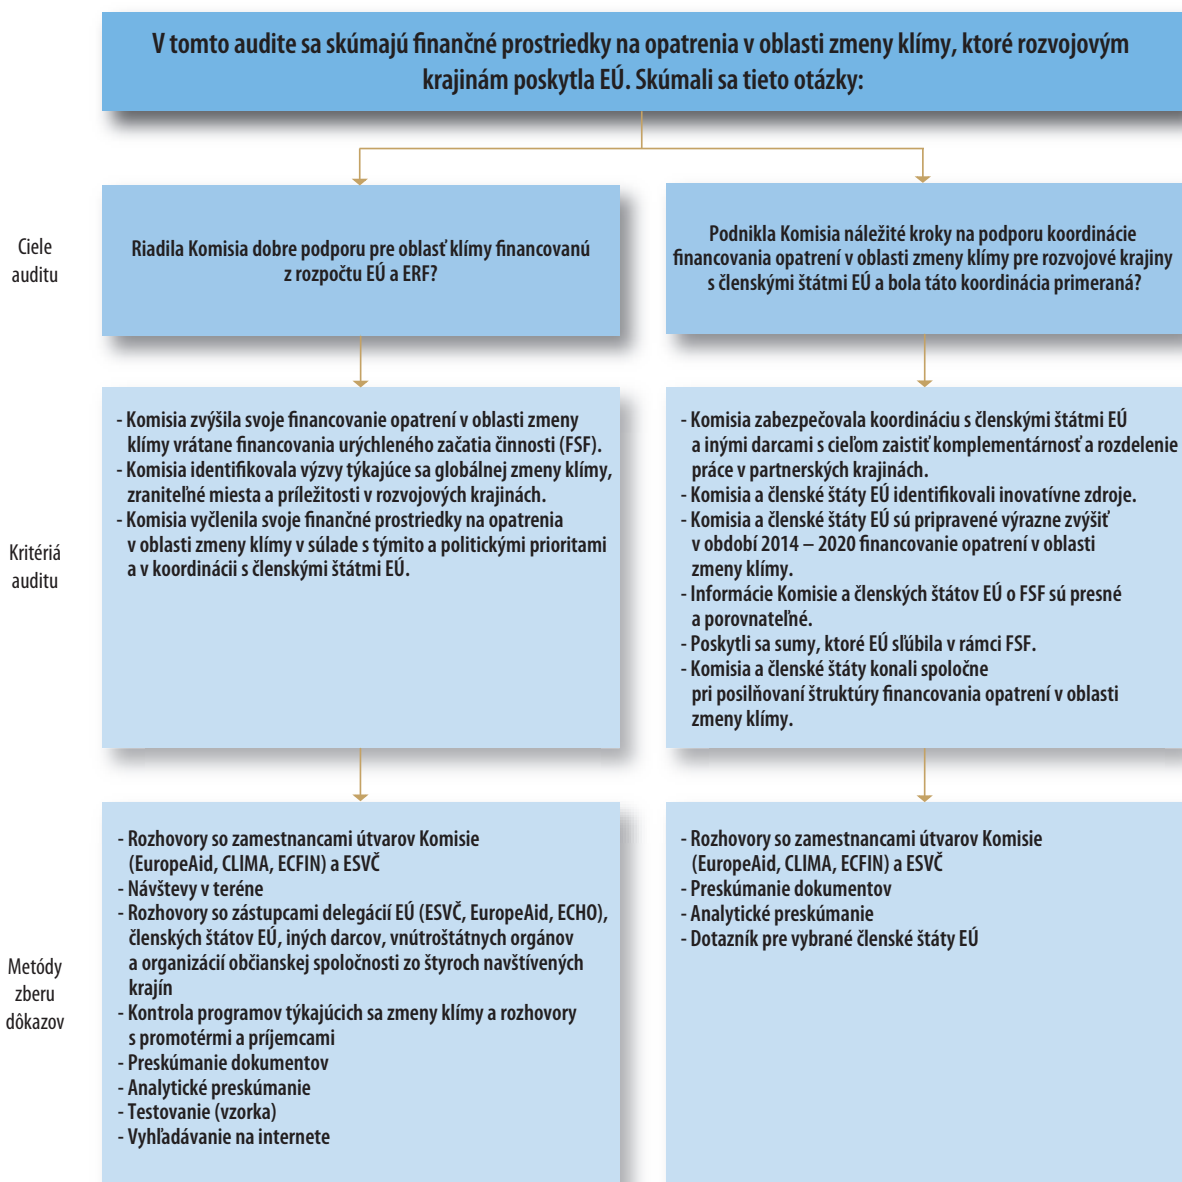 V tomto audite sa skúmajú finančné prostriedky na opatrenia v oblasti zmeny klímy, ktoré rozvojovým
krajinám poskytla EÚ. Skúmali sa tieto otázky:
Ciele
auditu
Riadila Komisia dobre podporu pre oblasť klímy financovanú
z rozpočtu EÚ a ERF?
Podnikla Komisia náležité kroky na podporu koordinácie
financovania opatrení v oblasti zmeny klímy pre rozvojové krajiny
s členskými štátmi EÚ a bola táto koordinácia primeraná?
Kritériá
auditu
- Komisia zvýšila svoje financovanie opatrení v oblasti zmeny
klímy vrátane financovania urýchleného začatia činnosti (FSF).
- Komisia identifikovala výzvy týkajúce sa globálnej zmeny klímy,
zraniteľné miesta a príležitosti v rozvojových krajinách.
- Komisia vyčlenila svoje finančné prostriedky na opatrenia
v oblasti zmeny klímy v súlade s týmito a politickými prioritami
a v koordinácii s členskými štátmi EÚ.
- Komisia zabezpečovala koordináciu s členskými štátmi EÚ
a inými darcami s cieľom zaistiť komplementárnosť a rozdelenie
práce v partnerských krajinách.
- Komisia a členské štáty EÚ identifikovali inovatívne zdroje.
- Komisia a členské štáty EÚ sú pripravené výrazne zvýšiť
v období 2014 – 2020 financovanie opatrení v oblasti
zmeny klímy.
- Informácie Komisie a členských štátov EÚ o FSF sú presné
a porovnateľné.
- Poskytli sa sumy, ktoré EÚ sľúbila v rámci FSF.
- Komisia a členské štáty konali spoločne
pri posilňovaní štruktúry financovania opatrení v oblasti
zmeny klímy.
Metódy
zberu
dôkazov
- Rozhovory so zamestnancami útvarov Komisie
(EuropeAid, CLIMA, ECFIN) a ESVČ
- Návštevy v teréne
- Rozhovory so zástupcami delegácií EÚ (ESVČ, EuropeAid, ECHO),
členských štátov EÚ, iných darcov, vnútroštátnych orgánov
a organizácií občianskej spoločnosti zo štyroch navštívených
krajín
- Kontrola programov týkajúcich sa zmeny klímy a rozhovory
s promotérmi a príjemcami
- Preskúmanie dokumentov
- Analytické preskúmanie
- Testovanie (vzorka)
- Vyhľadávanie na internete
- Rozhovory so zamestnancami útvarov Komisie
(EuropeAid, CLIMA, ECFIN) a ESVČ
- Preskúmanie dokumentov
- Analytické preskúmanie
- Dotazník pre vybrané členské štáty EÚ